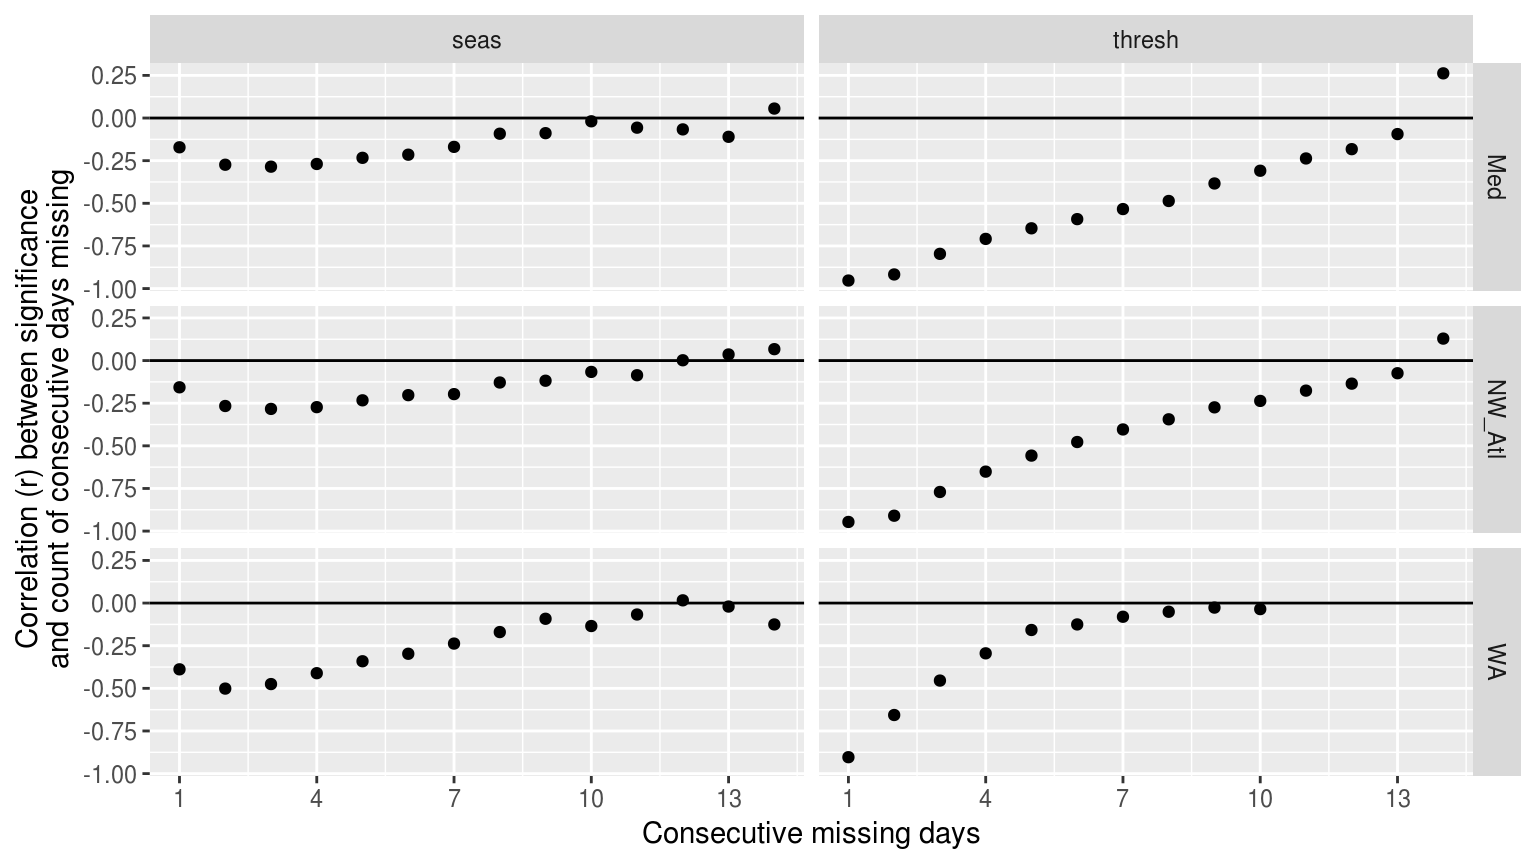 seas
thresh
0.25
0.00
-0.25
-0.50
-0.75
-1.00
Med
0.25
0.00
-0.25
-0.50
-0.75
-1.00
NW_Atl
0.25
0.00
-0.25
-0.50
-0.75
-1.00
WA
Correlation (r) between significance
and count of consecutive days missing
1 4 7 10 13
1 4 7 10 13
Consecutive missing days